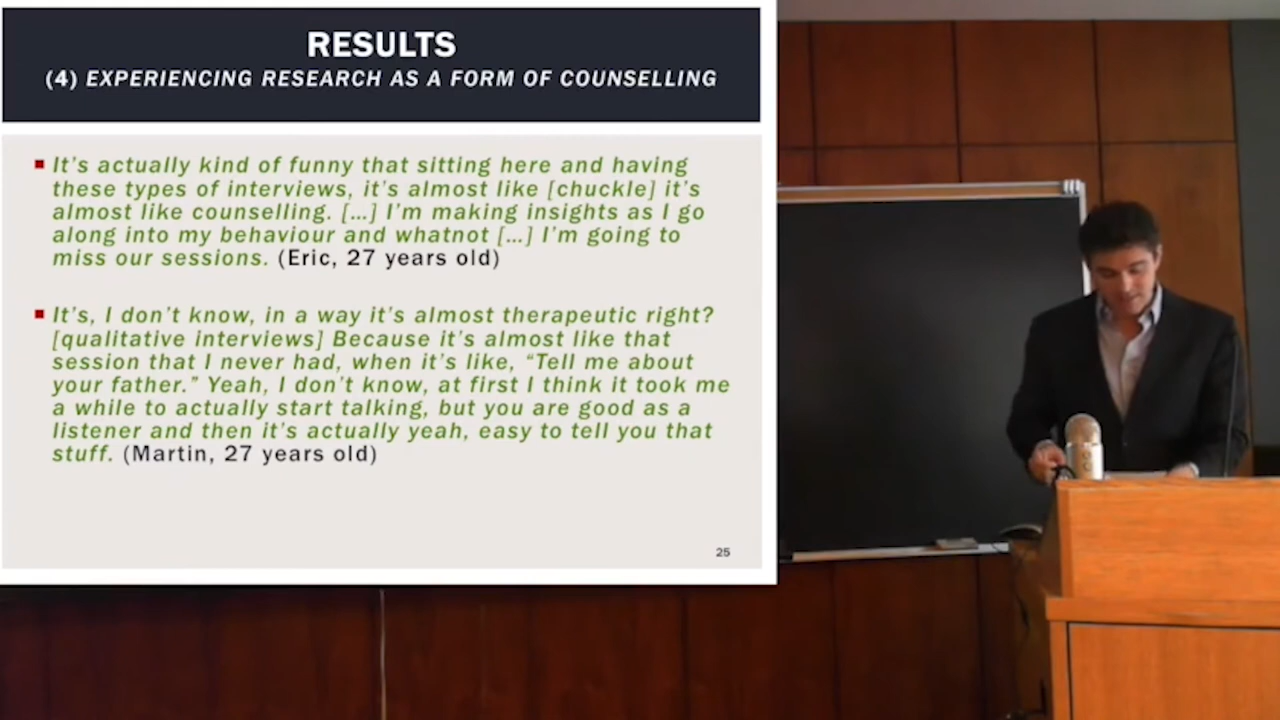 RESULTS
(4) EXPERIENCING RESEARCH AS A FORM OF COUNSELLING
It's actually kind of funny that sitting here and having
these types of interviews, it's almost like [chuckle] it's
almost like counselling. […] I'm making insights as I go
along into my behaviour and whatnot […] I'm going to
miss our sessions. (Eric, 27 years old)
It's, I don't know, in a way it's almost therapeutic right?
[qualitative interviews] Because it's almost like that
session that I never had, when it's like, “Tell me about
your father.” Yeah, I don't know, at first I think it took me
a while to actually start talking, but you are good as a
listener and then it's actually yeah, easy to tell you that
stuff. (Martin, 27 years old)
25